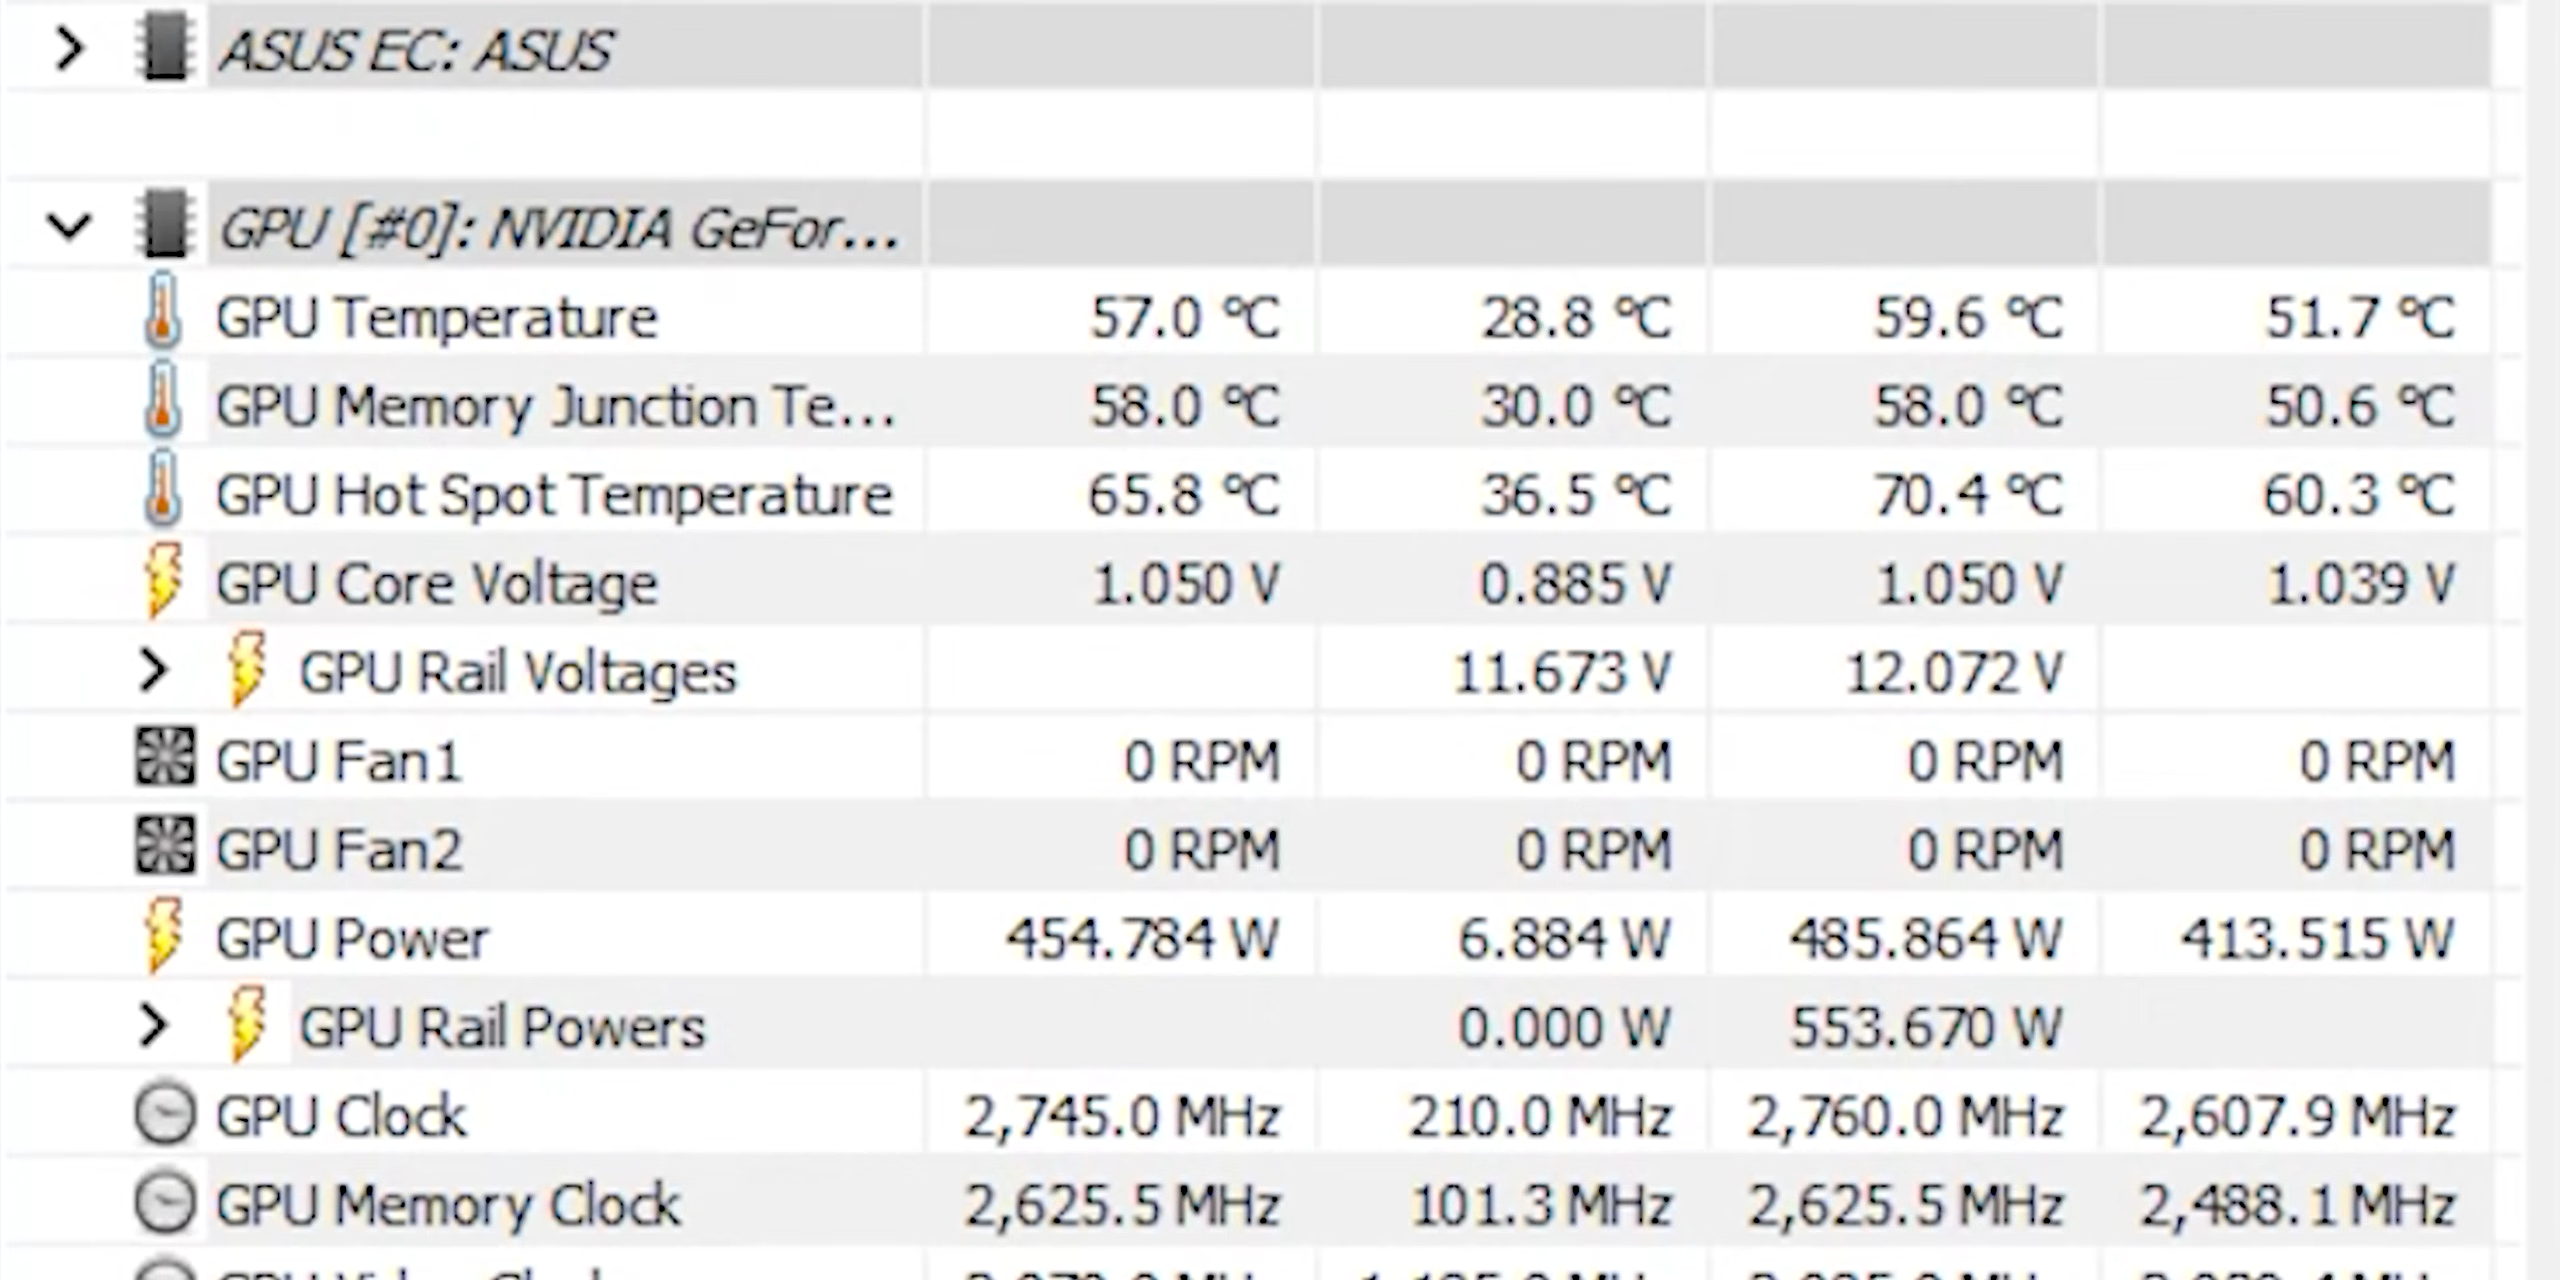 ASUS EC: ASUS
GPU [#0]: NVIDIA GeFor...
GPU Temperature 57.0 °C 28.8 °C 59.6 °C 51.7 °C
GPU Memory Junction Te... 58.0 °C 30.0 °C 58.0 °C 50.6 °C
GPU Hot Spot Temperature 65.8 °C 36.5 °C 70.4 °C 60.3 °C
GPU Core Voltage 1.050 V 0.885 V 1.050 V 1.039 V
GPU Rail Voltages 11.673 V 12.072 V
GPU Fan1 0 RPM 0 RPM 0 RPM 0 RPM
GPU Fan2 0 RPM 0 RPM 0 RPM 0 RPM
GPU Power 454.784 W 6.884 W 485.864 W 413.515 W
GPU Rail Powers 0.000 W 553.670 W
GPU Clock 2,745.0 MHz 210.0 MHz 2,760.0 MHz 2,607.9 MHz
GPU Memory Clock 2,625.5 MHz 101.3 MHz 2,625.5 MHz 2,488.1 MHz